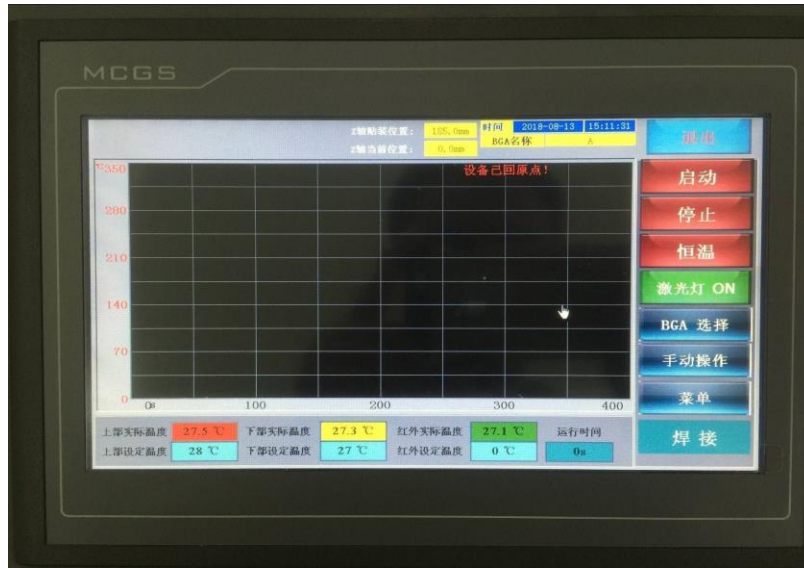 MCGS
Z轴贴装位置: 185.0mm 时间 2018-08-13 15:11:31
Z轴当前位置: 0.0mm BGA名称 A
退出
设备已回原点!
℃350
280
210
140
70
0
0s 100 200 300 400
启动
停止
恒温
激光灯 ON
BGA 选择
手动操作
菜单
焊接
上部实际温度 27.5 ℃ 下部实际温度 27.3 ℃ 红外实际温度 27.1 ℃ 运行时间
上部设定温度 28 ℃ 下部设定温度 27 ℃ 红外设定温度 0 ℃ 0s